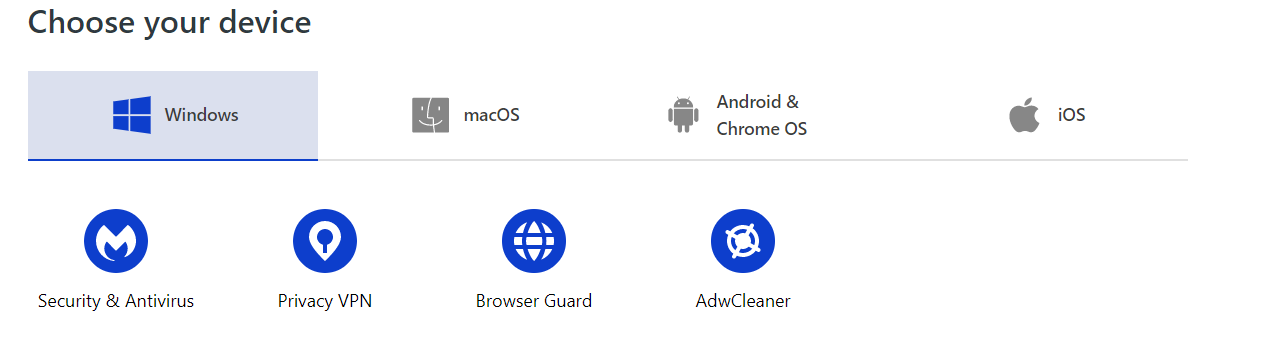 Choose your device
Windows
macOS
Android &
Chrome OS
iOS
Security & Antivirus
Privacy VPN
Browser Guard
AdwCleaner